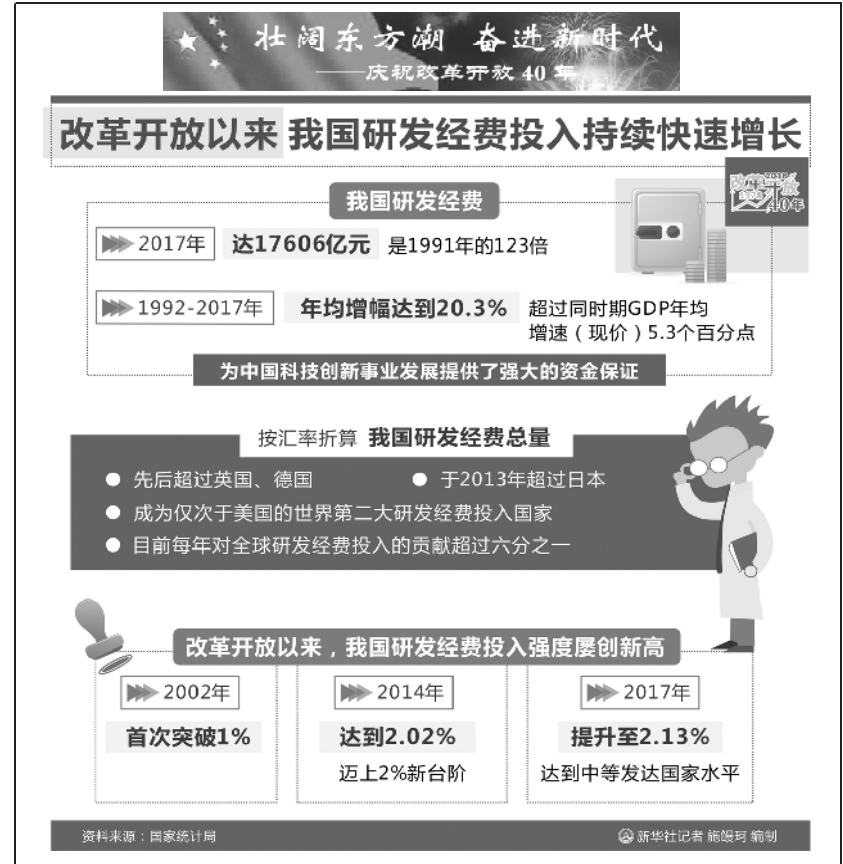 壮阔东方潮 奋进新时代
——庆祝改革开放40年
改革开放以来 我国研发经费投入持续快速增长
改革开放
40年
我国研发经费
2017年 达17606亿元 是1991年的123倍
1992-2017年 年均增幅达到20.3% 超过同时期GDP年均
增速（现价）5.3个百分点
为中国科技创新事业发展提供了强大的资金保证
按汇率折算 我国研发经费总量
先后超过英国、德国
于2013年超过日本
成为仅次于美国的世界第二大研发经费投入国家
目前每年对全球研发经费投入的贡献超过六分之一
改革开放以来，我国研发经费投入强度屡创新高
2002年
首次突破1%
2014年
达到2.02%
迈上2%新台阶
2017年
提升至2.13%
达到中等发达国家水平
资料来源：国家统计局
新华社记者 施鳗珂 编制